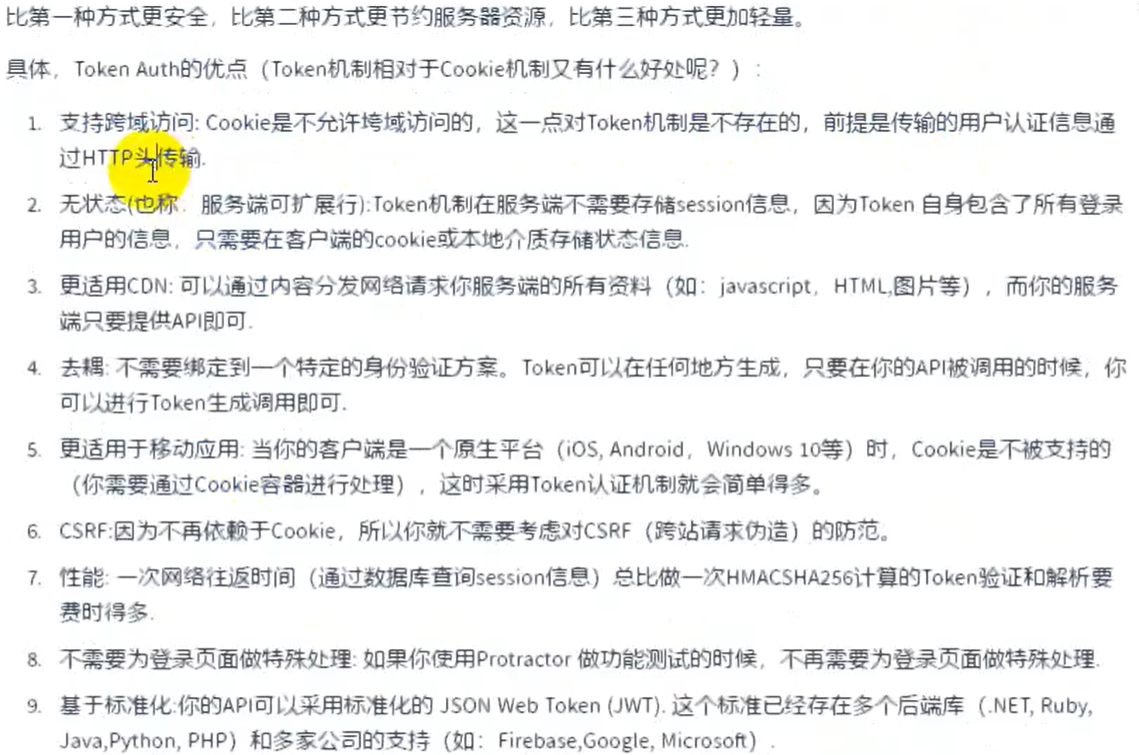 比第一种方式更安全，比第二种方式更节约服务器资源，比第三种方式更加轻量。
具体，Token Auth的优点（Token机制相对于Cookie机制又有什么好处呢？）：
1. 支持跨域访问: Cookie是不允许垮域访问的，这一点对Token机制是不存在的，前提是传输的用户认证信息通
过HTTP头传输.
2. 无状态(也称：服务端可扩展行):Token机制在服务端不需要存储session信息，因为Token 自身包含了所有登录
用户的信息，只需要在客户端的cookie或本地介质存储状态信息.
3. 更适用CDN: 可以通过内容分发网络请求你服务端的所有资料（如：javascript，HTML,图片等），而你的服务
端只要提供API即可.
4. 去耦: 不需要绑定到一个特定的身份验证方案。Token可以在任何地方生成，只要在你的API被调用的时候，你
可以进行Token生成调用即可.
5. 更适用于移动应用: 当你的客户端是一个原生平台（iOS, Android，Windows 10等）时，Cookie是不被支持的
（你需要通过Cookie容器进行处理），这时采用Token认证机制就会简单得多。
6. CSRF:因为不再依赖于Cookie，所以你就不需要考虑对CSRF（跨站请求伪造）的防范。
7. 性能: 一次网络往返时间（通过数据库查询session信息）总比做一次HMACSHA256计算的Token验证和解析要
费时得多.
8. 不需要为登录页面做特殊处理: 如果你使用Protractor 做功能测试的时候，不再需要为登录页面做特殊处理.
9. 基于标准化:你的API可以采用标准化的 JSON Web Token (JWT). 这个标准已经存在多个后端库（.NET, Ruby,
Java,Python, PHP）和多家公司的支持（如：Firebase,Google, Microsoft）.